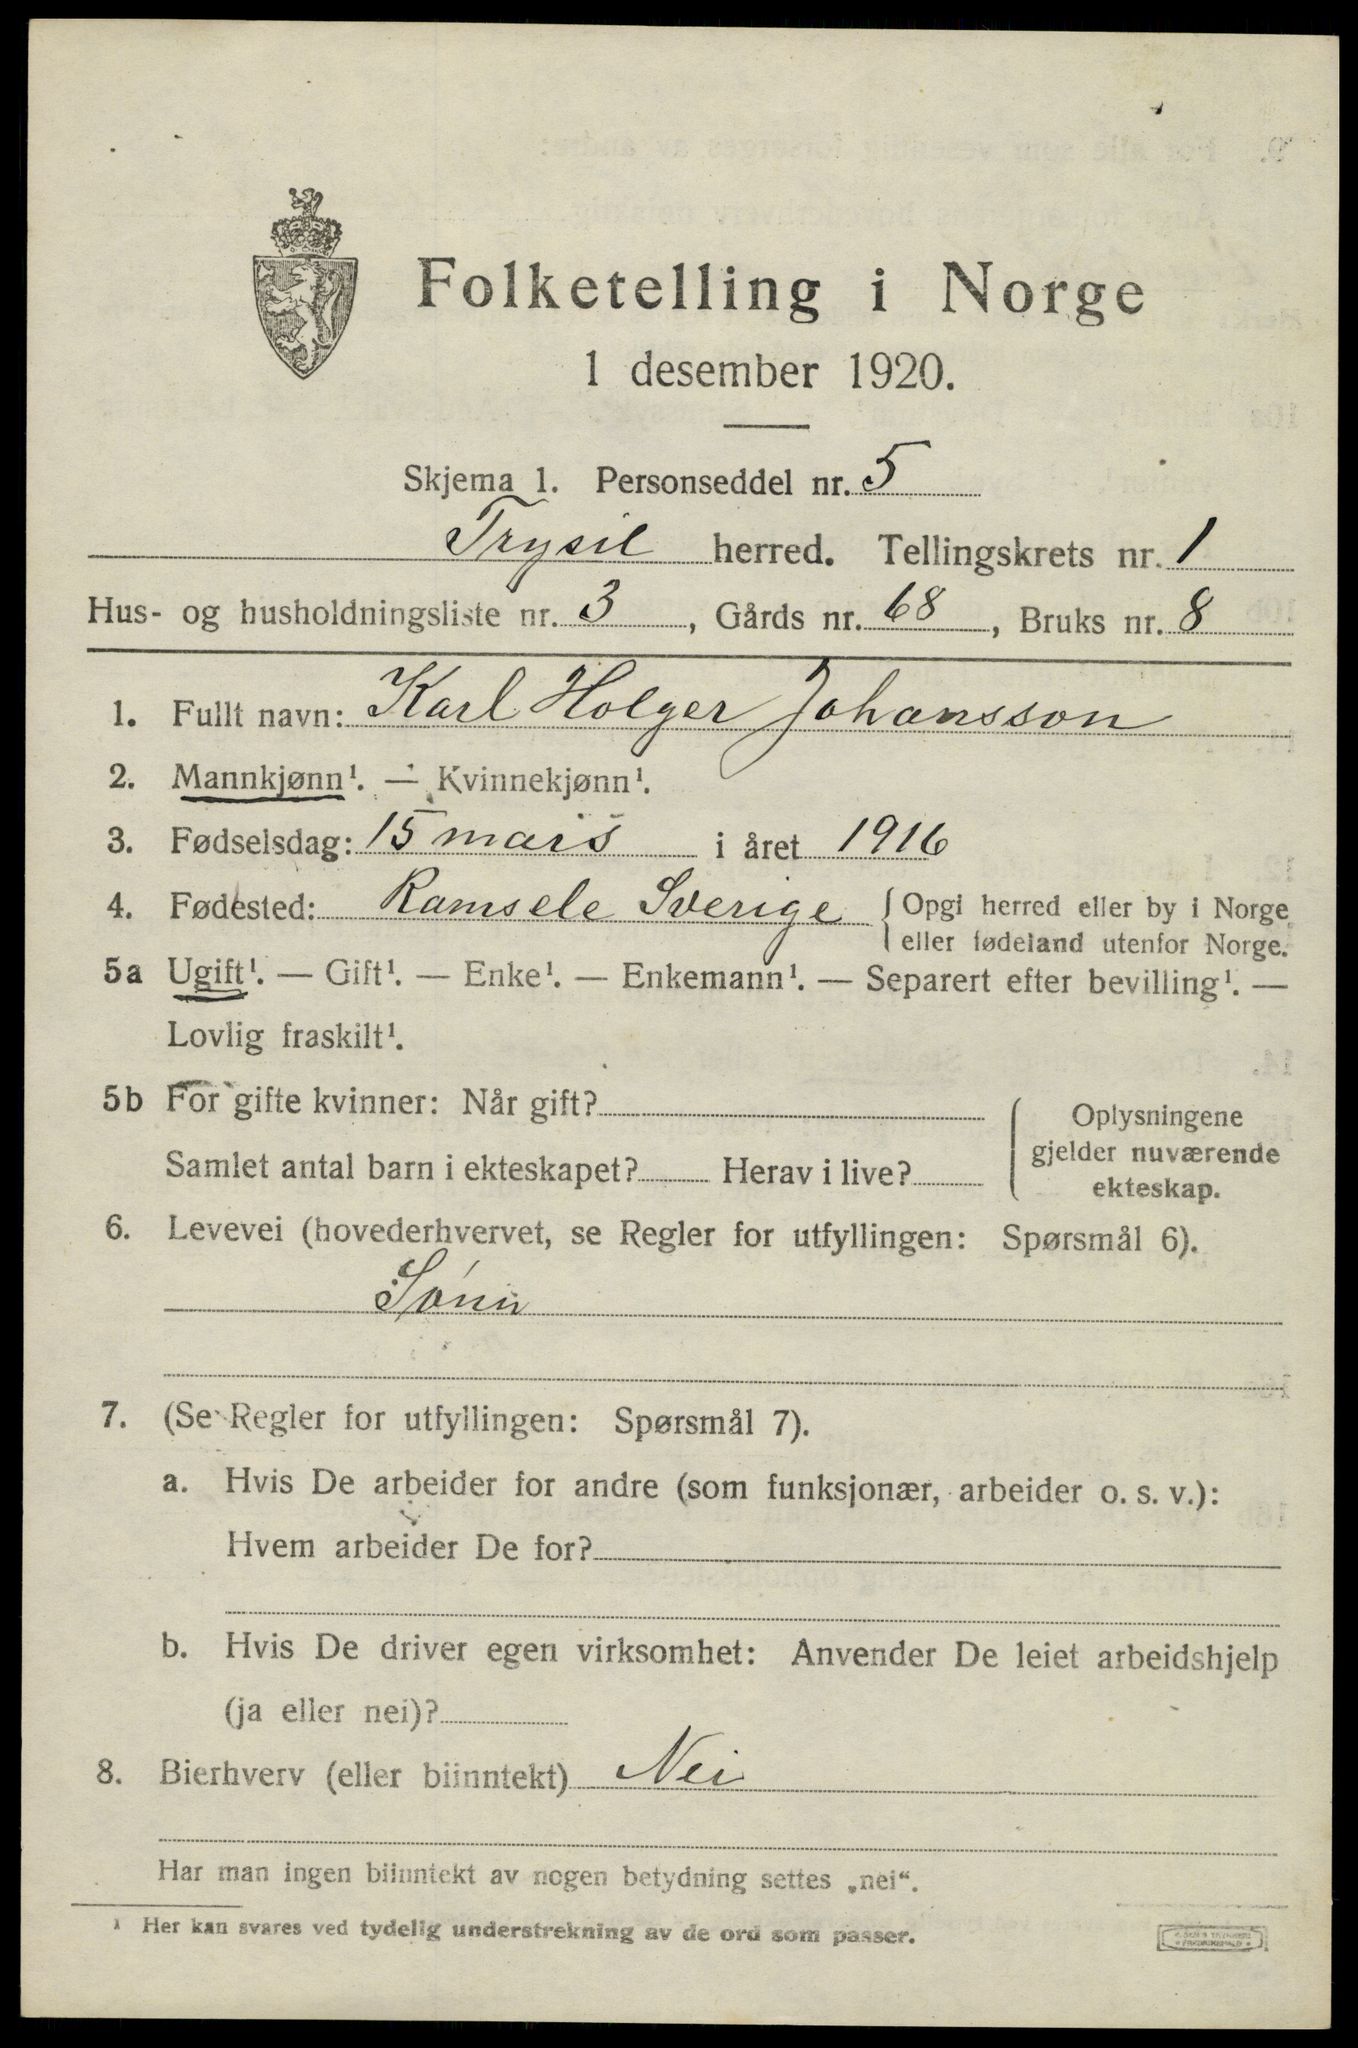 Folketelling i Norge
1 desember 1920.
Skjema 1. Personseddel nr. 5
Trysil herred. Tellingskrets nr. 1
Hus- og husholdningsliste nr. 3, Gårds nr. 68, Bruks nr. 8
1. Fullt navn: Karl Holger Johansson
2. Mannkjønn¹. — Kvinnekjønn¹.
3. Fødselsdag: 15 mars i året 1916
4. Fødested: Ramsele Sverige { Opgi herred eller by i Norge
eller fødeland utenfor Norge.
5a Ugift¹. — Gift¹. — Enke¹. — Enkemann¹. — Separert efter bevilling¹. —
Lovlig fraskilt¹.
5b For gifte kvinner: Når gift?
Samlet antal barn i ekteskapet? Herav i live?
Oplysningene
gjelder nuværende
ekteskap.
6. Levevei (hovederhvervet, se Regler for utfyllingen: Spørsmål 6).
Sønn
7. (Se Regler for utfyllingen: Spørsmål 7).
a. Hvis De arbeider for andre (som funksjonær, arbeider o. s. v.):
Hvem arbeider De for?
b. Hvis De driver egen virksomhet: Anvender De leiet arbeidshjelp
(ja eller nei)?
8. Bierhverv (eller biinntekt) Nei
Har man ingen biinntekt av nogen betydning settes „nei“.
¹ Her kan svares ved tydelig understrekning av de ord som passer.